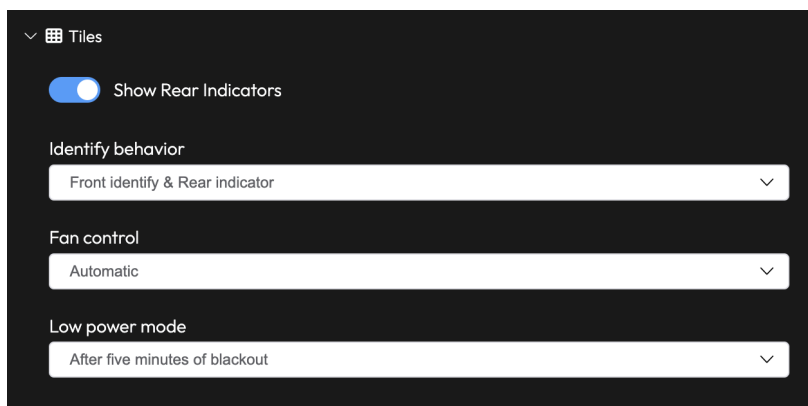 Tiles
Show Rear Indicators
Identify behavior
Front identify & Rear indicator
Fan control
Automatic
Low power mode
After five minutes of blackout